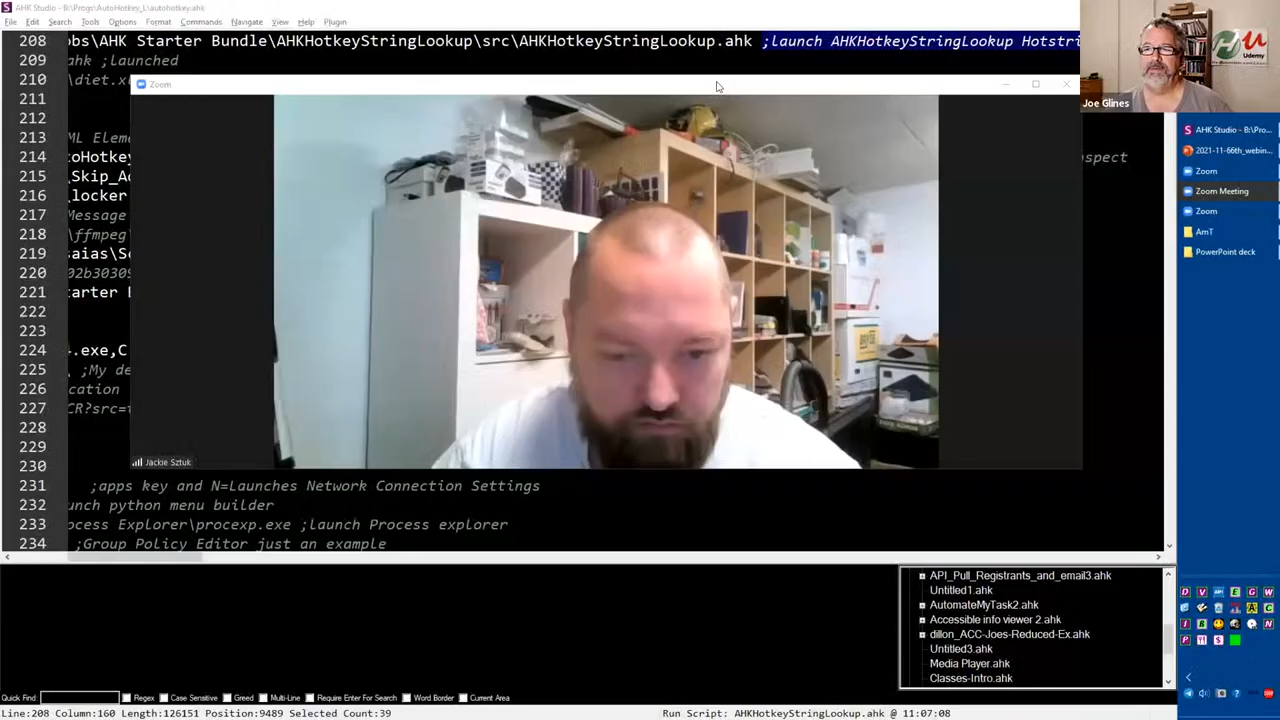 AHK Studio - B:\Progs\AutoHotkey_L\autohotkey.ahk
File Edit Search Tools Options Format Commands Navigate View Help Plugin
208 obs\AHK Starter Bundle\AHKHotkeyStringLookup\src\AHKHotkeyStringLookup.ahk ;launch AHKHotkeyStringLookup Hotstri
209 ahk ;Launched
210 \diet.x
211
212
213 ML Eleme
214 toHotkey spect
215 \Skip_Ad
216 \locker
217 Message
218 \ffmpeg\
219 saias\So
220 02b30309
221 tarter B
222
223
224 .exe,C
225 \ ;My de
226 cation
227 CR?src=t
228
229
230
231 ;apps key and N=Launches Network Connection Settings
232 unch python menu builder
233 ocess Explorer\procexp.exe ;launch Process explorer
234 ;Group Policy Editor just an example
Zoom
Jackie Sztuk
Joe Glines
Udemy
AHK Studio - B:\Pro...
2021-11-66th_webin...
Zoom
Zoom Meeting
Zoom
AmT
PowerPoint deck
API_Pull_Registrants_and_email3.ahk
Untitled1.ahk
AutomateMyTask2.ahk
Accessible info viewer 2.ahk
dillon_ACC-Joes-Reduced-Ex.ahk
Untitled3.ahk
Media Player.ahk
Classes-Intro.ahk
Quick Find: Regex Case Sensitive Greed Multi-Line Require Enter For Search Word Border Current Area
Line:208 Column:160 Length:126151 Position:9489 Selected Count:39 Run Script: AHKHotkeyStringLookup.ahk @ 11:07:08